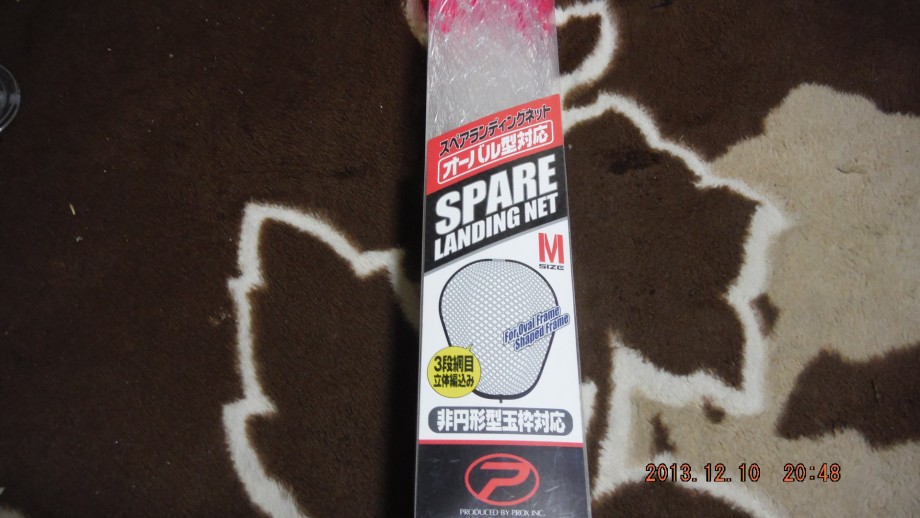 スペアランディングネット
オーバル型対応
SPARE
LANDING NET
M
SIZE
For Oval Frame
Shaped Frame
3段網目
立体編込み
非円形型玉枠対応
P
PRODUCED BY PROX INC.
2013.12.10 20:48